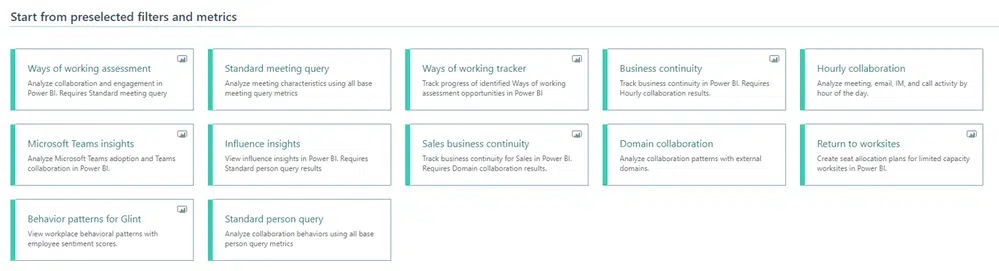 Start from preselected filters and metrics
Ways of working assessment
Analyze collaboration and engagement in
Power BI. Requires Standard meeting query
Standard meeting query
Analyze meeting characteristics using all base
meeting query metrics
Ways of working tracker
Track progress of identified Ways of working
assessment opportunities in Power BI
Business continuity
Track business continuity in Power BI. Requires
Hourly collaboration results.
Hourly collaboration
Analyze meeting, email, IM, and call activity by
hour of the day.
Microsoft Teams insights
Analyze Microsoft Teams adoption and Teams
collaboration in Power BI.
Influence insights
View influence insights in Power BI. Requires
Standard person query results
Sales business continuity
Track business continuity for Sales in Power BI.
Requires Domain collaboration results.
Domain collaboration
Analyze collaboration patterns with external
domains.
Return to worksites
Create seat allocation plans for limited capacity
worksites in Power BI.
Behavior patterns for Glint
View workplace behavioral patterns with
employee sentiment scores.
Standard person query
Analyze collaboration behaviors using all base
person query metrics